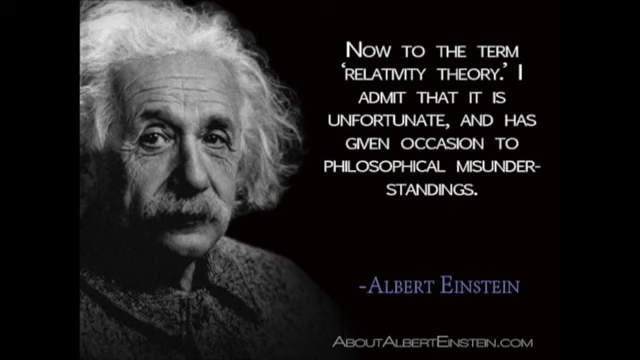 Now to the term
'relativity theory.' I
admit that it is
unfortunate, and has
given occasion to
philosophical misunder-
standings.
-Albert Einstein
AboutAlbertEinstein.com